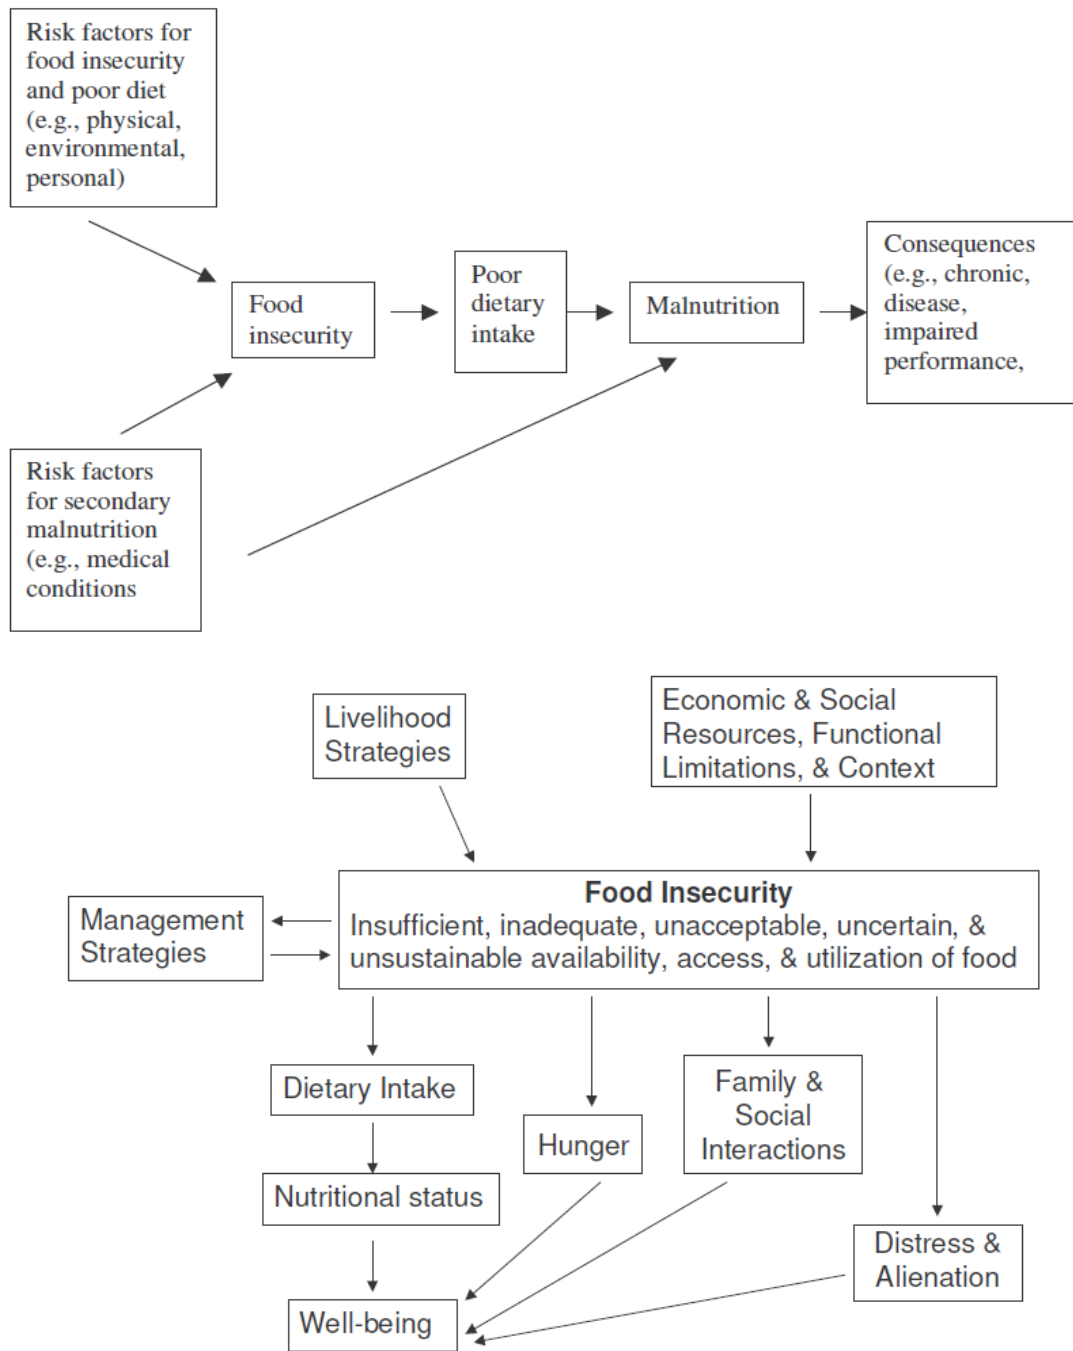 Risk factors for
food insecurity
and poor diet
(e.g., physical,
environmental,
personal)
Food
insecurity
Poor
dietary
intake
Malnutrition
Consequences
(e.g., chronic,
disease,
impaired
performance,
Risk factors
for secondary
malnutrition
(e.g., medical
conditions
Livelihood
Strategies
Economic & Social
Resources, Functional
Limitations, & Context
Management
Strategies
Food Insecurity
Insufficient, inadequate, unacceptable, uncertain, &
unsustainable availability, access, & utilization of food
Dietary Intake
Hunger
Family &
Social
Interactions
Nutritional status
Distress &
Alienation
Well-being